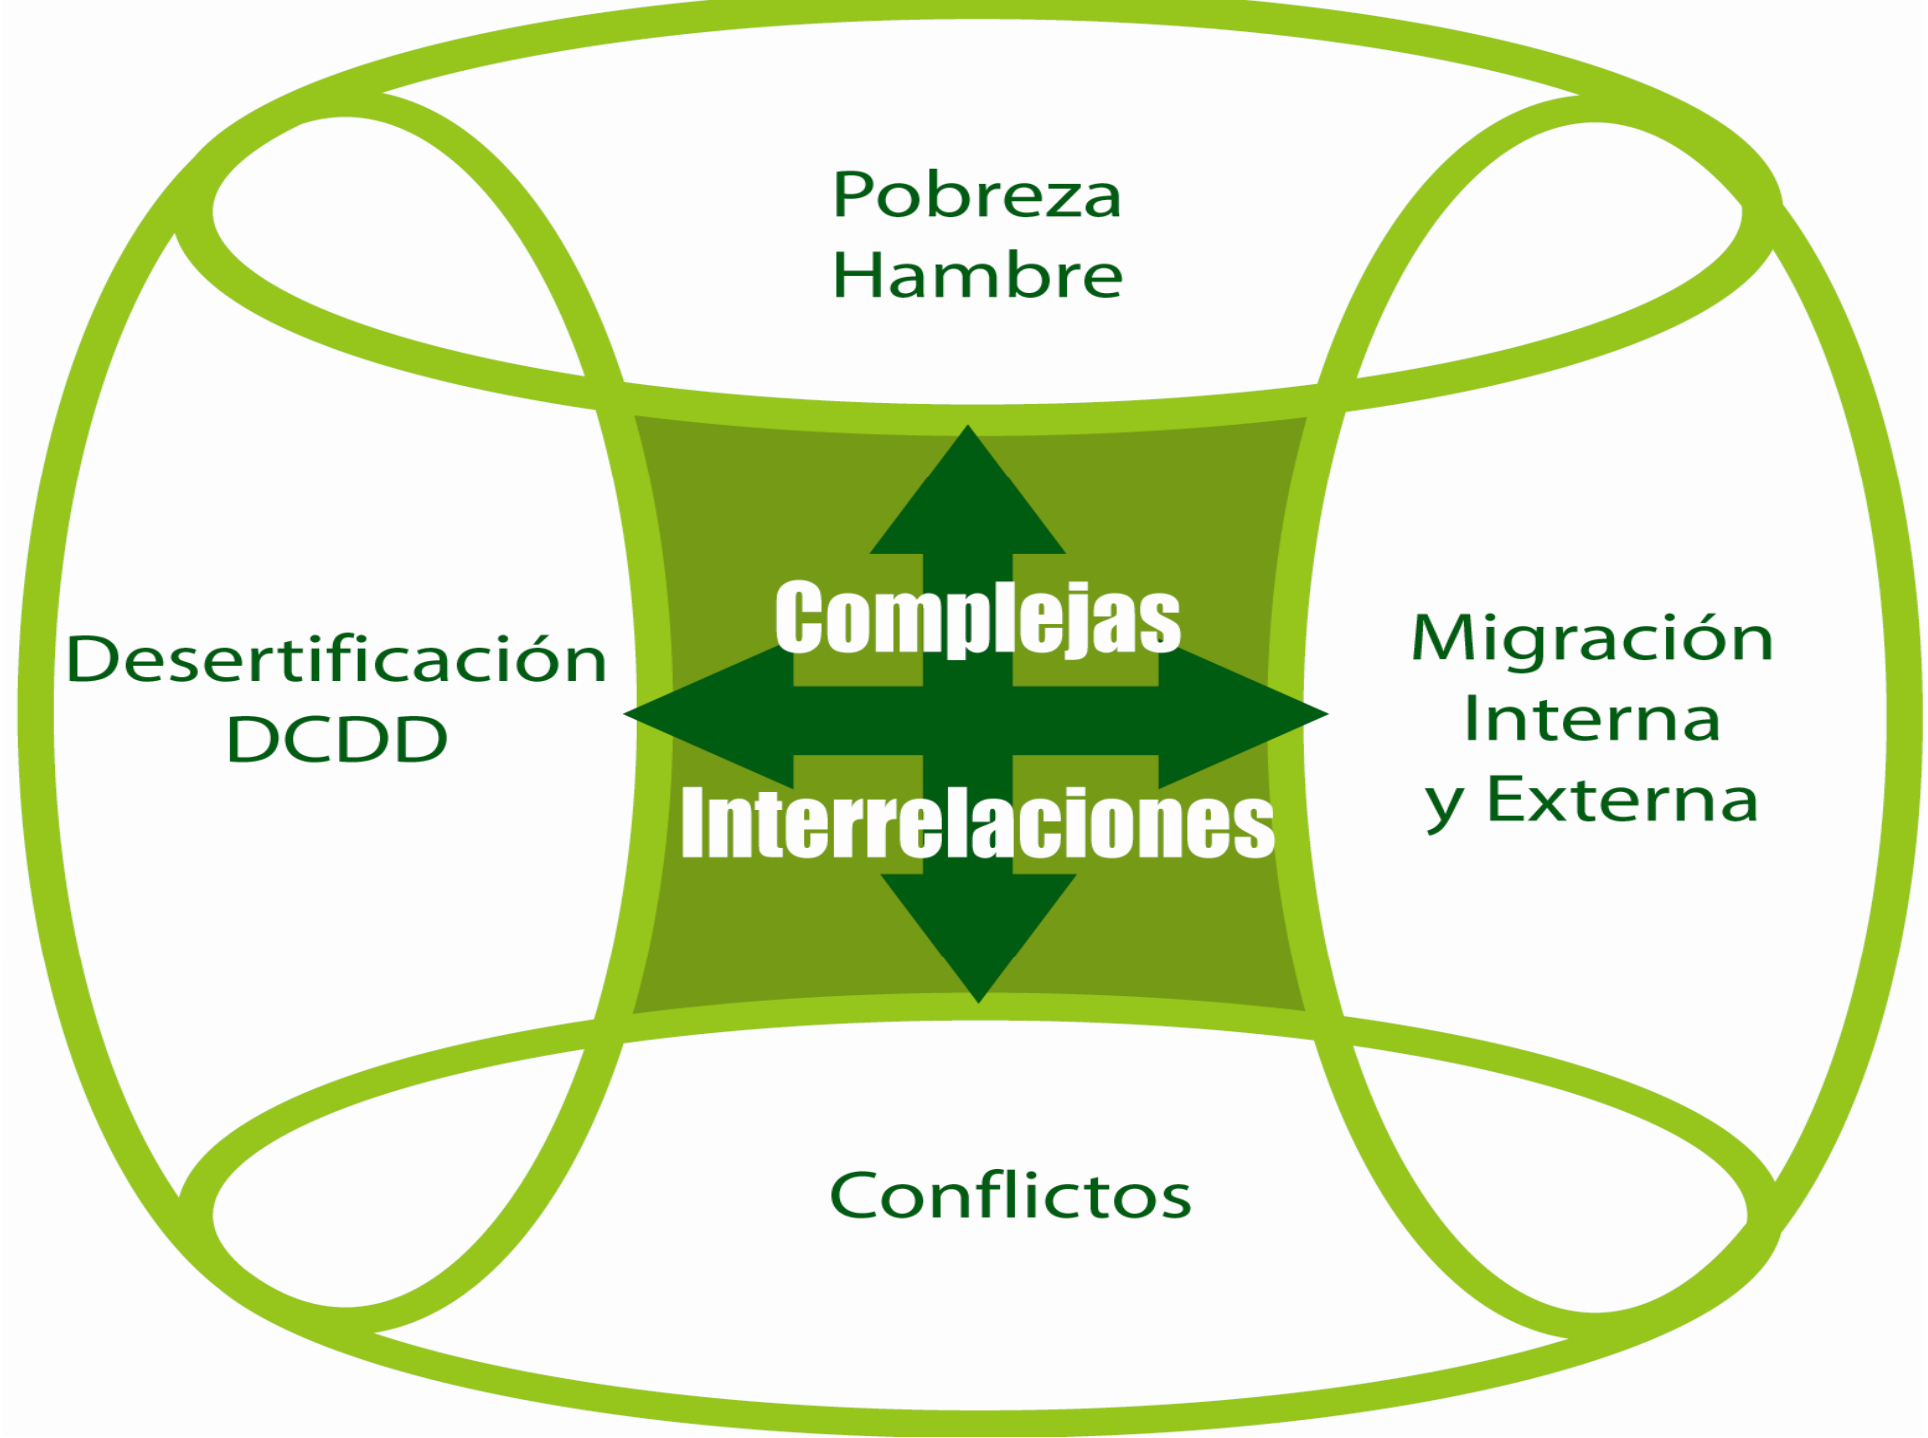 Pobreza
Hambre
Desertificación
DCDD
Complejas
Interrelaciones
Migración
Interna
y Externa
Conflictos